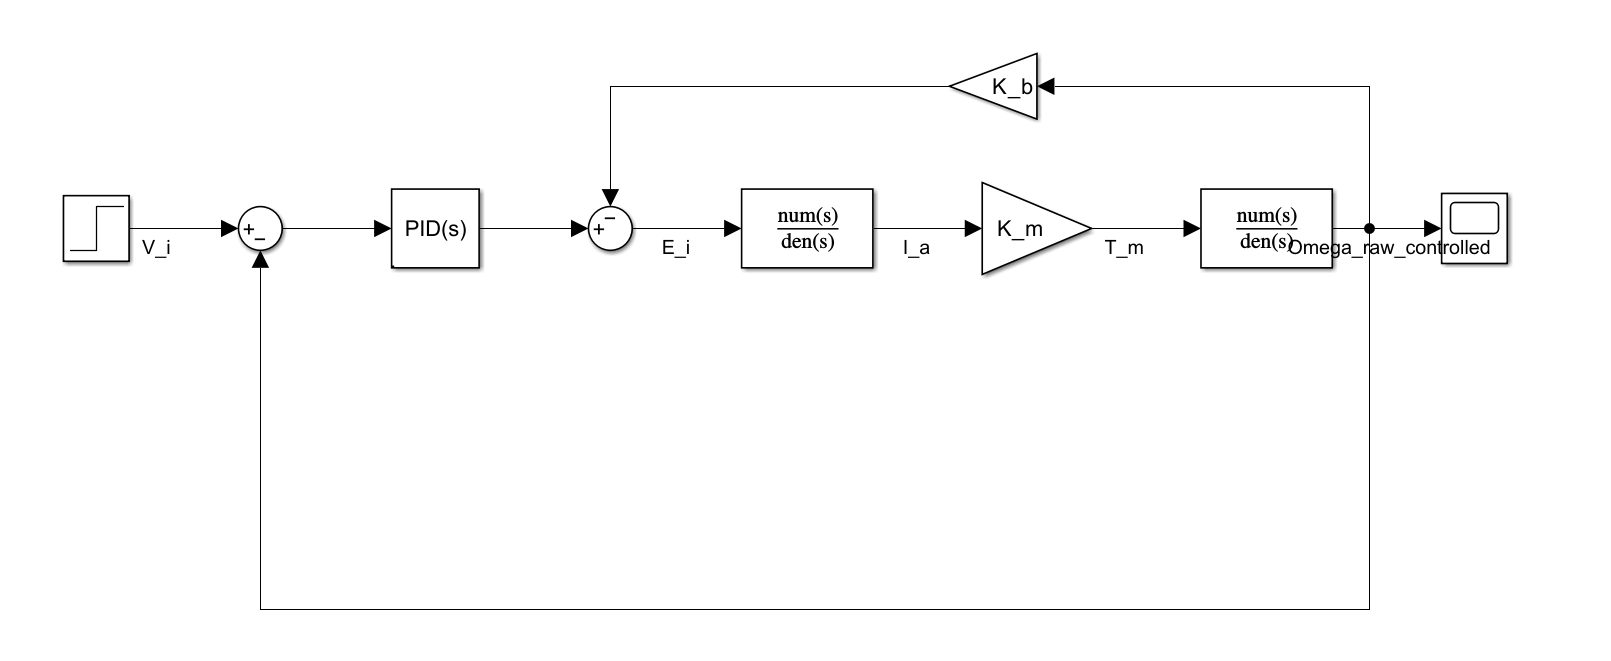 K_b
V_i
+
−
PID(s)
−
+
E_i
num(s)
den(s)
I_a
K_m
T_m
num(s)
den(s)
Omega_raw_controlled